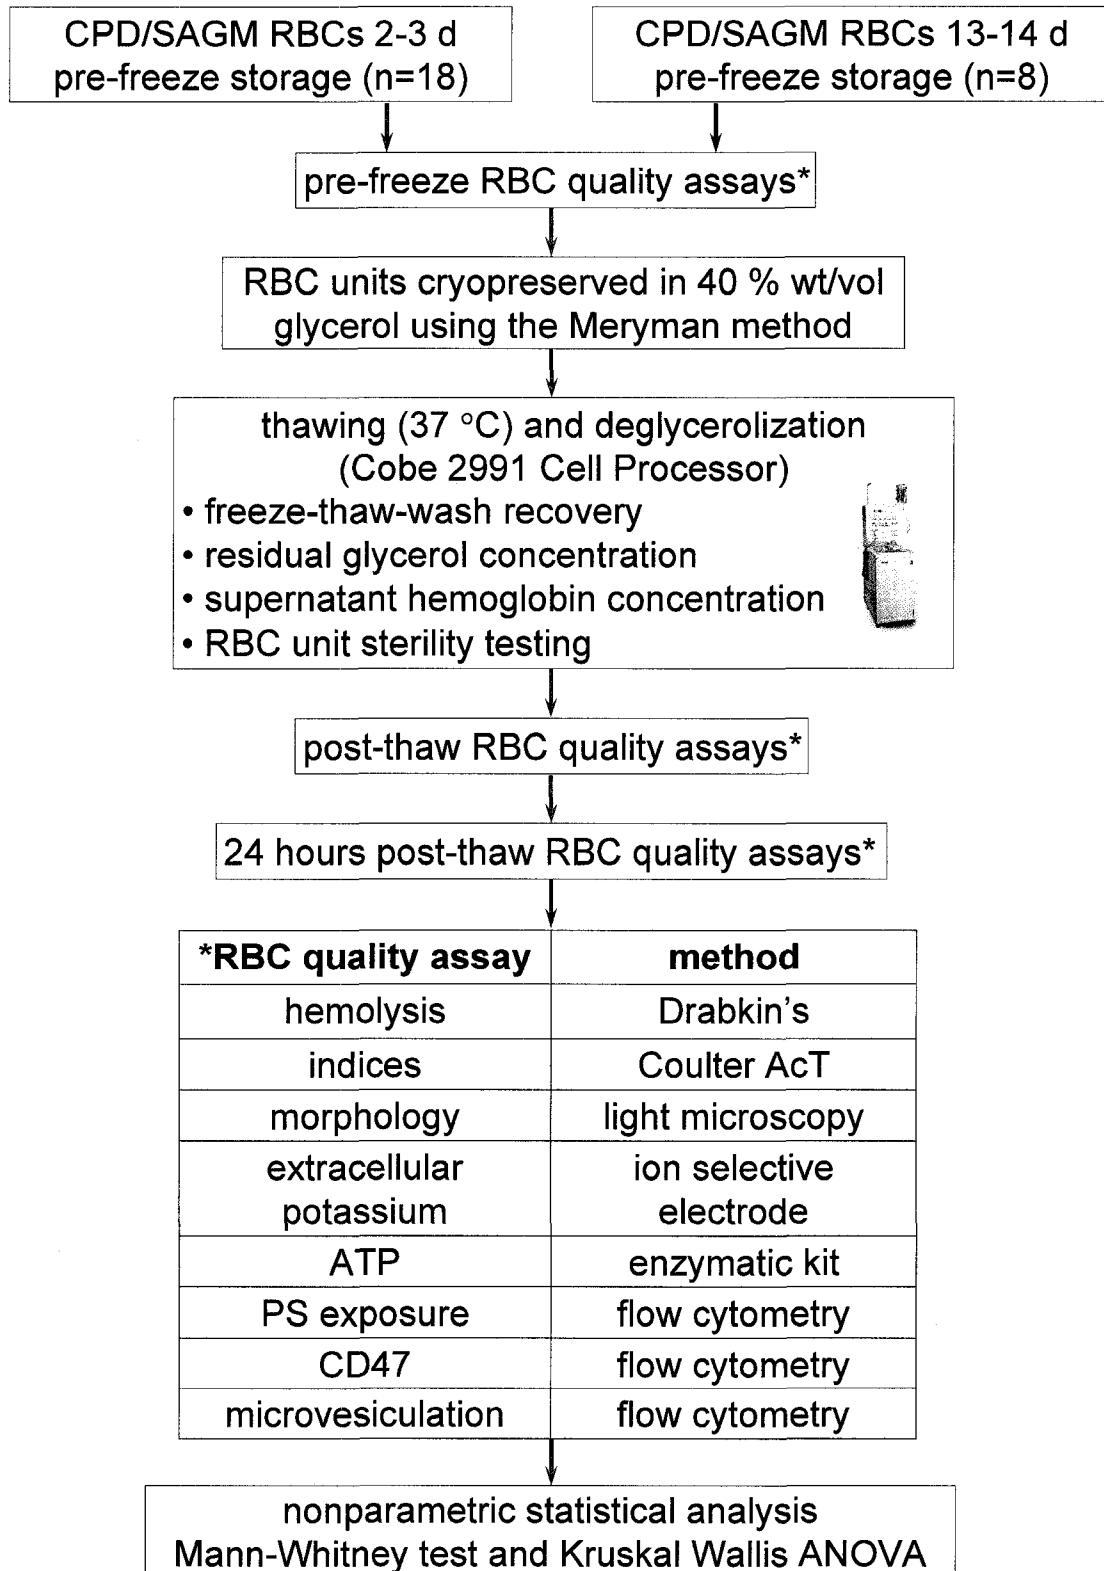 CPD/SAGM RBCs 2-3 d
pre-freeze storage (n=18)
CPD/SAGM RBCs 13-14 d
pre-freeze storage (n=8)
pre-freeze RBC quality assays*
RBC units cryopreserved in 40 % wt/vol
glycerol using the Meryman method
thawing (37 °C) and deglycerolization
(Cobe 2991 Cell Processor)
• freeze-thaw-wash recovery
• residual glycerol concentration
• supernatant hemoglobin concentration
• RBC unit sterility testing
post-thaw RBC quality assays*
24 hours post-thaw RBC quality assays*
*RBC quality assay method
hemolysis Drabkin's
indices Coulter AcT
morphology light microscopy
extracellular ion selective
potassium electrode
ATP enzymatic kit
PS exposure flow cytometry
CD47 flow cytometry
microvesiculation flow cytometry
nonparametric statistical analysis
Mann-Whitney test and Kruskal Wallis ANOVA